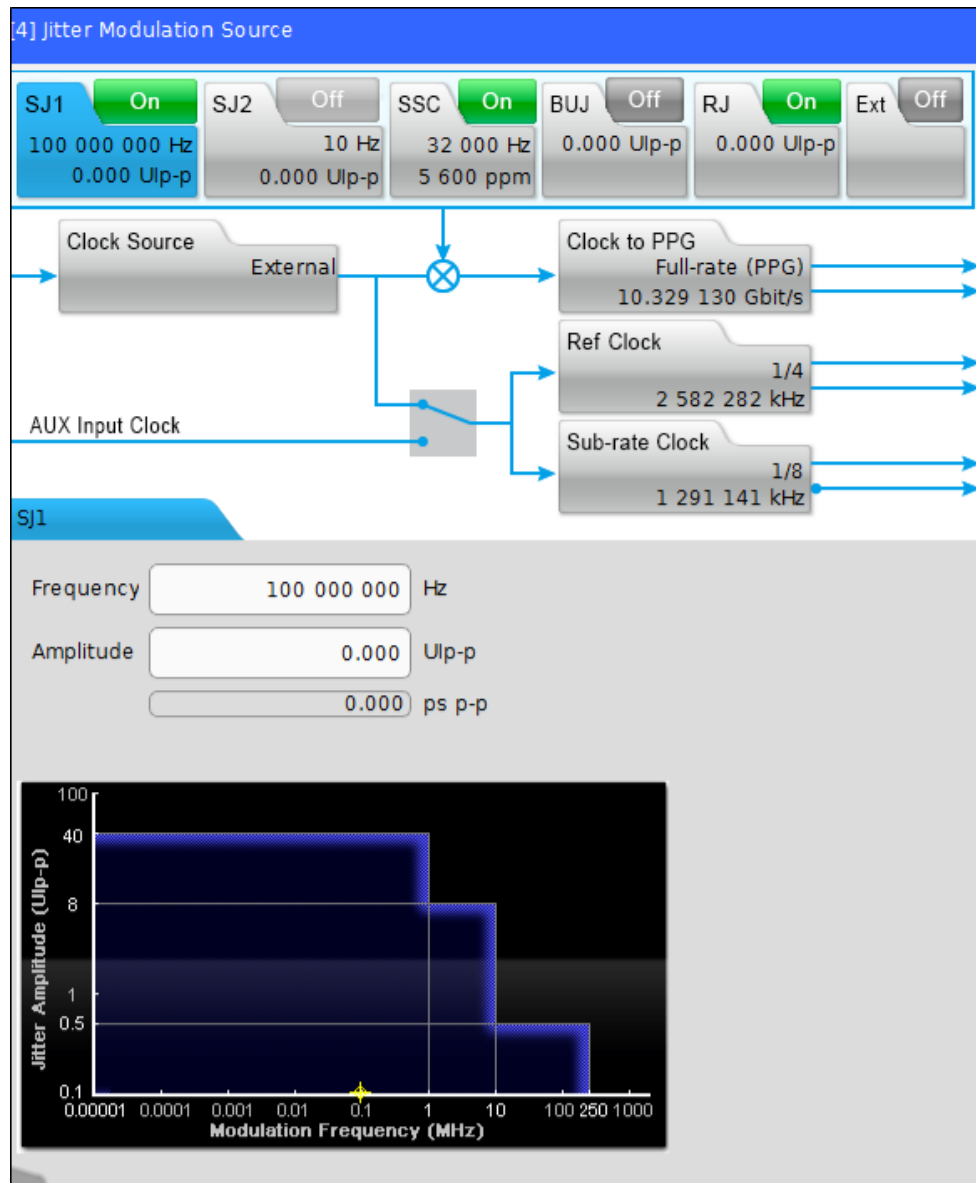 [4] Jitter Modulation Source
SJ1 On SJ2 Off SSC On BUJ Off RJ On Ext Off
100 000 000 Hz 10 Hz 32 000 Hz 0.000 UIp-p 0.000 UIp-p
0.000 UIp-p 0.000 UIp-p 5 600 ppm
Clock Source
External
Clock to PPG
Full-rate (PPG)
10.329 130 Gbit/s
Ref Clock
1/4
2 582 282 kHz
AUX Input Clock
Sub-rate Clock
1/8
1 291 141 kHz
SJ1
Frequency 100 000 000 Hz
Amplitude 0.000 UIp-p
0.000 ps p-p
Jitter Amplitude (UIp-p)
100
40
8
1
0.5
0.1
0.00001 0.0001 0.001 0.01 0.1 1 10 100 250 1000
Modulation Frequency (MHz)